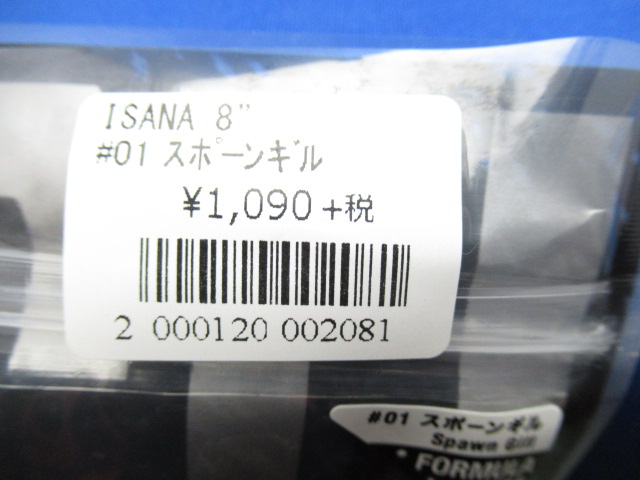 ISANA 8"
#01 スポーンギル
¥1,090+税
2 000120 002081
#01 スポーンギル
Spawn Gill
* FORMULA